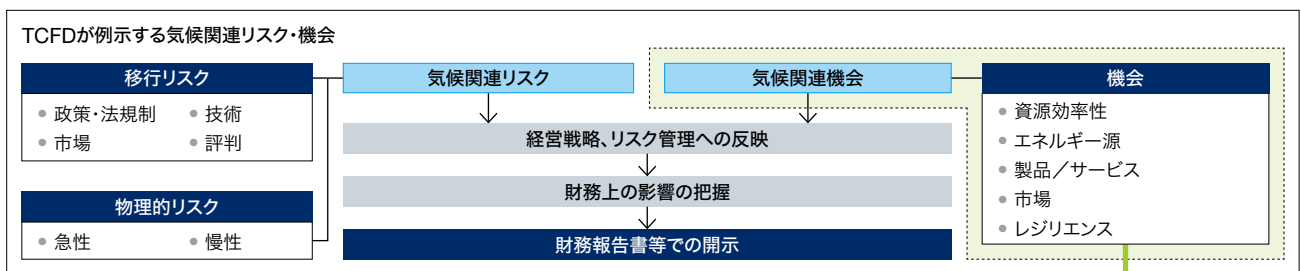 TCFDが例示する気候関連リスク・機会
移行リスク
● 政策・法規制 ● 技術
● 市場 ● 評判
物理的リスク
● 急性 ● 慢性
気候関連リスク
気候関連機会
経営戦略、リスク管理への反映
財務上の影響の把握
財務報告書等での開示
機会
● 資源効率性
● エネルギー源
● 製品／サービス
● 市場
● レジリエンス